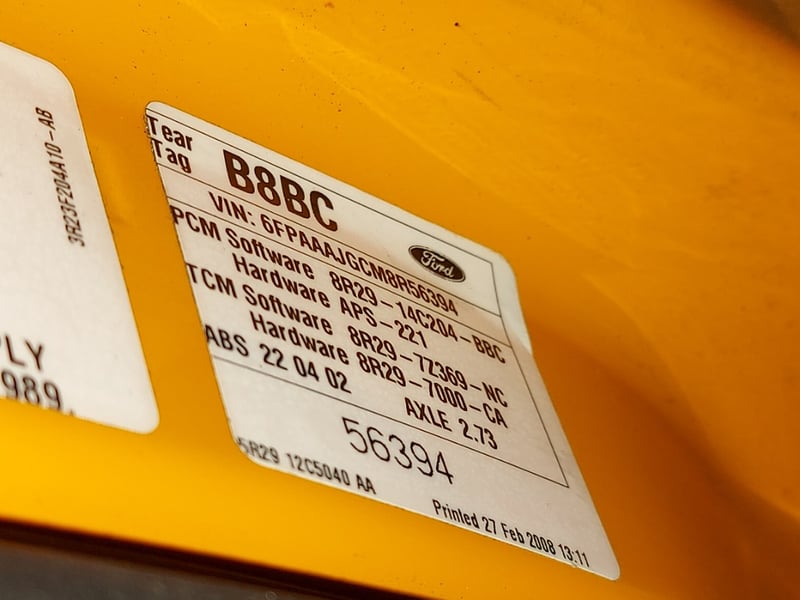 3R23F204A10-AB
LY
989.
Tear
Tag
B8BC
Ford
VIN: 6FPAAAJGCM8R56394
PCM Software 8R29-14C204-BBC
Hardware APS-221
TCM Software 8R29-7Z369-NC
Hardware 8R29-7000-CA
ABS 22 04 02
AXLE 2.73
56394
5R29 12C5040 AA
Printed 27 Feb 2008 13:11